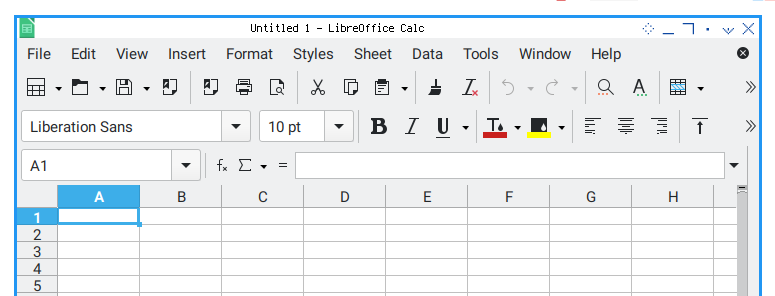 Untitled 1 - LibreOffice Calc
File Edit View Insert Format Styles Sheet Data Tools Window Help
Liberation Sans 10 pt B I U T
A1 fx Σ =
A B C D E F G H
1
2
3
4
5